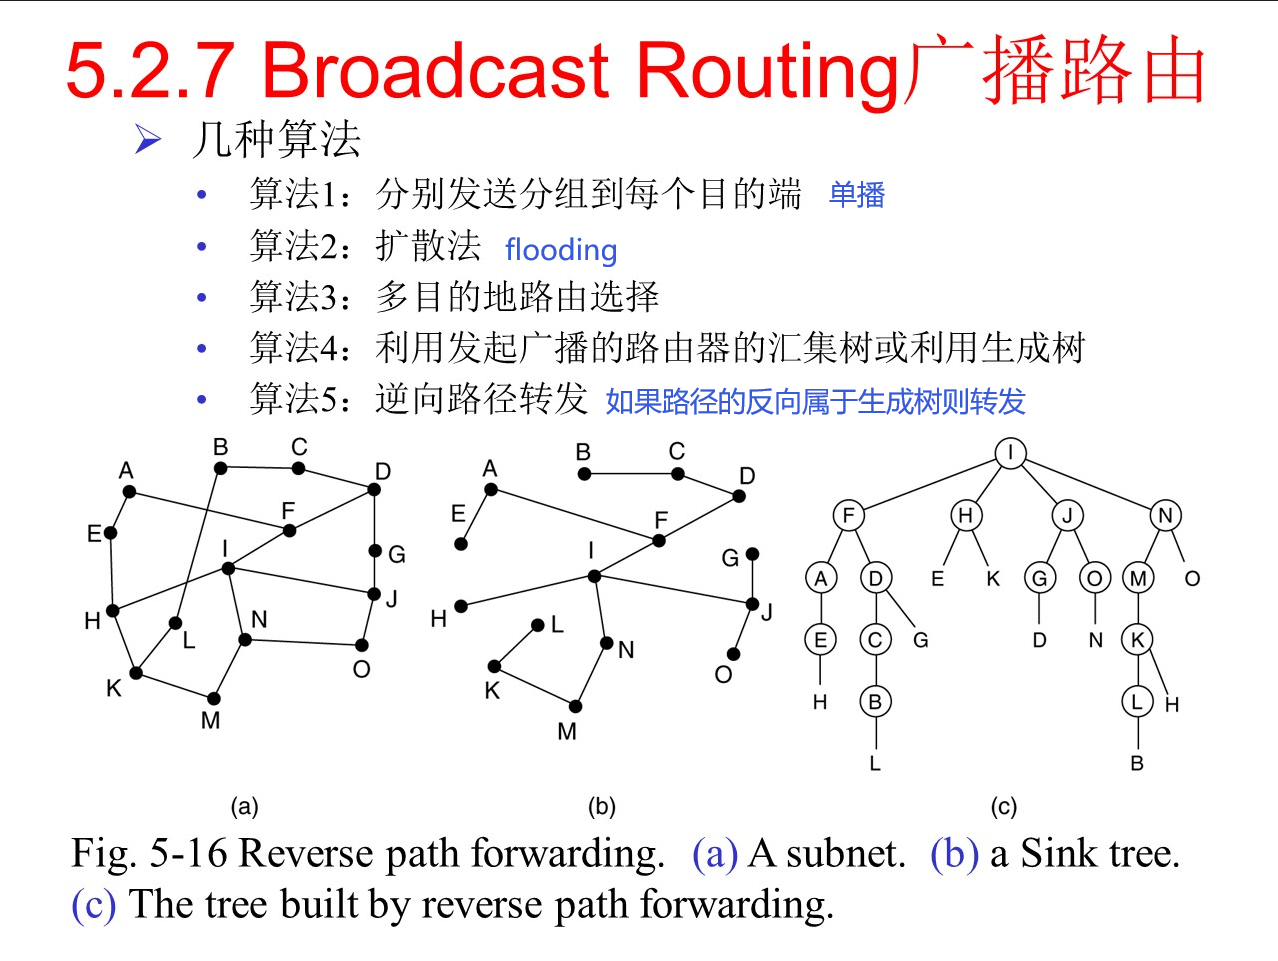 5.2.7 Broadcast Routing广播路由
几种算法
算法1：分别发送分组到每个目的端 单播
算法2：扩散法 flooding
算法3：多目的地路由选择
算法4：利用发起广播的路由器的汇集树或利用生成树
算法5：逆向路径转发 如果路径的反向属于生成树则转发
A B C D
E F G
I
H L N J
K M O
(a)
A B C D
E F G
I
H L N J
K M O
(b)
I
F H J N
A D E K G O M O
E C G D N K
H B L H
L B
(c)
Fig. 5-16 Reverse path forwarding. (a) A subnet. (b) a Sink tree.
(c) The tree built by reverse path forwarding.